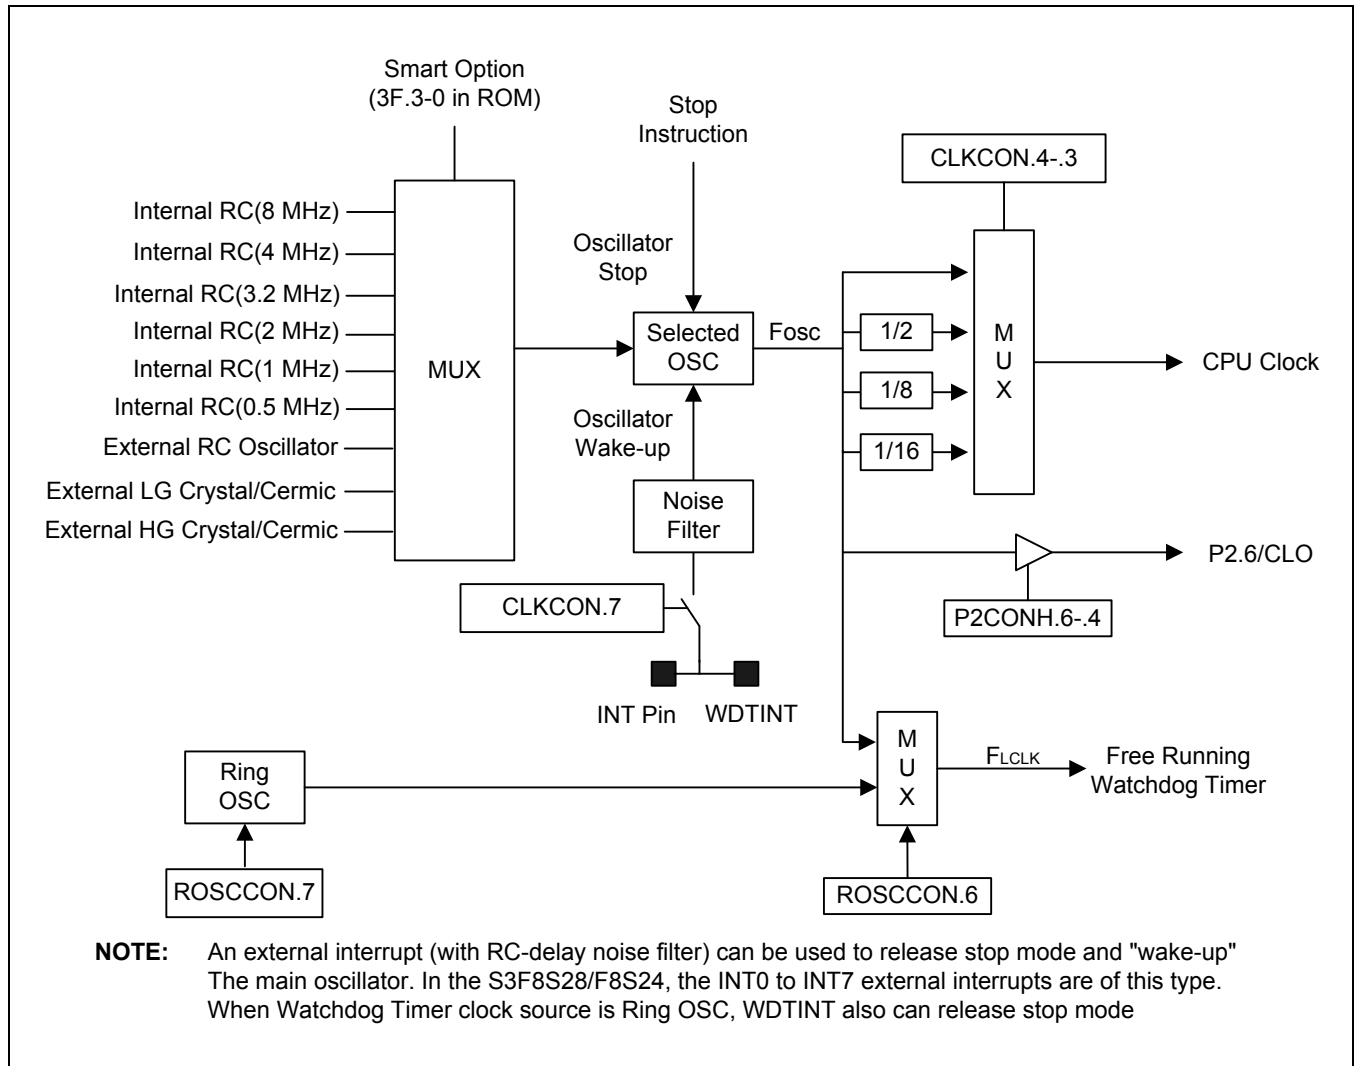 Smart Option
(3F.3-0 in ROM)
Stop
Instruction
CLKCON.4-.3
Internal RC(8 MHz)
Internal RC(4 MHz)
Internal RC(3.2 MHz)
Internal RC(2 MHz)
Internal RC(1 MHz)
Internal RC(0.5 MHz)
External RC Oscillator
External LG Crystal/Cermic
External HG Crystal/Cermic
MUX
Oscillator
Stop
Selected
OSC
Fosc
Oscillator
Wake-up
Noise
Filter
1/2
1/8
1/16
M
U
X
CPU Clock
P2.6/CLO
P2CONH.6-.4
CLKCON.7
INT Pin
WDTINT
Ring
OSC
ROSCCON.7
M
U
X
FLCLK
Free Running
Watchdog Timer
ROSCCON.6
NOTE: An external interrupt (with RC-delay noise filter) can be used to release stop mode and "wake-up"
The main oscillator. In the S3F8S28/F8S24, the INT0 to INT7 external interrupts are of this type.
When Watchdog Timer clock source is Ring OSC, WDTINT also can release stop mode